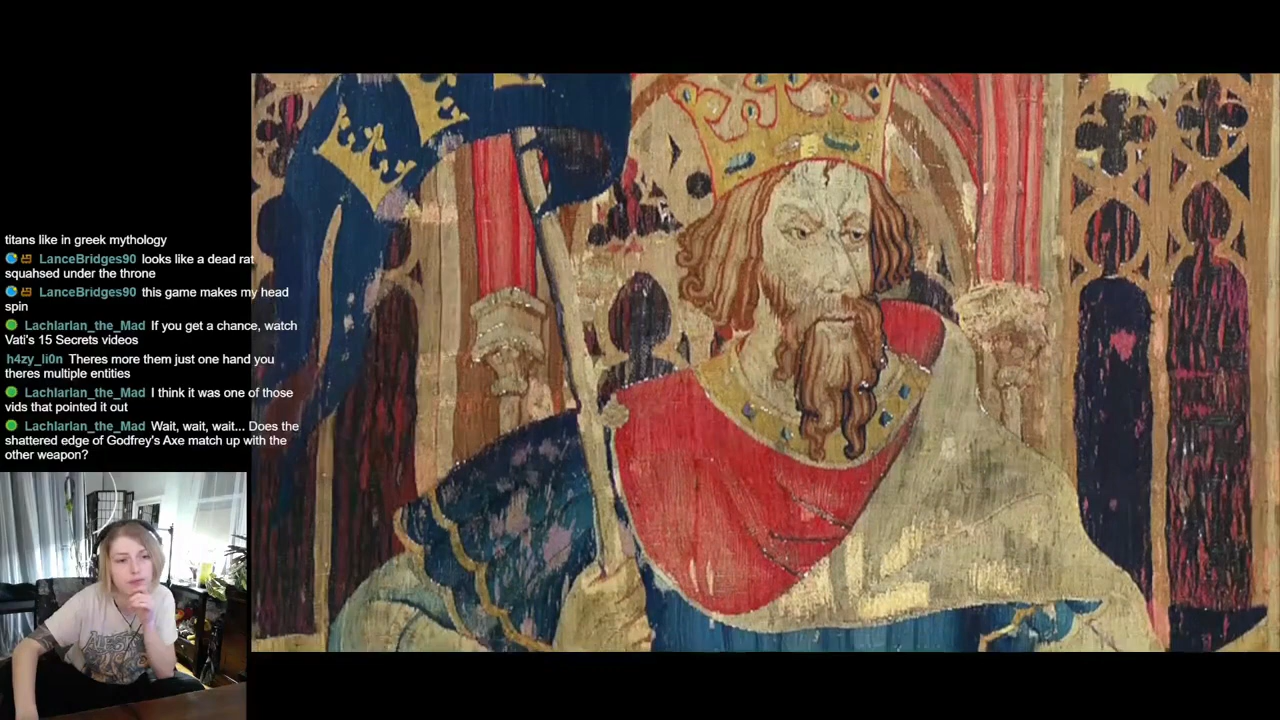 titans like in greek mythology
LanceBridges90 looks like a dead rat
squahsed under the throne
LanceBridges90 this game makes my head
spin
Lachlarlan_the_Mad If you get a chance, watch
Vati's 15 Secrets videos
h4zy_li0n Theres more them just one hand you
theres multiple entities
Lachlarlan_the_Mad I think it was one of those
vids that pointed it out
Lachlarlan_the_Mad Wait, wait, wait... Does the
shattered edge of Godfrey's Axe match up with the
other weapon?